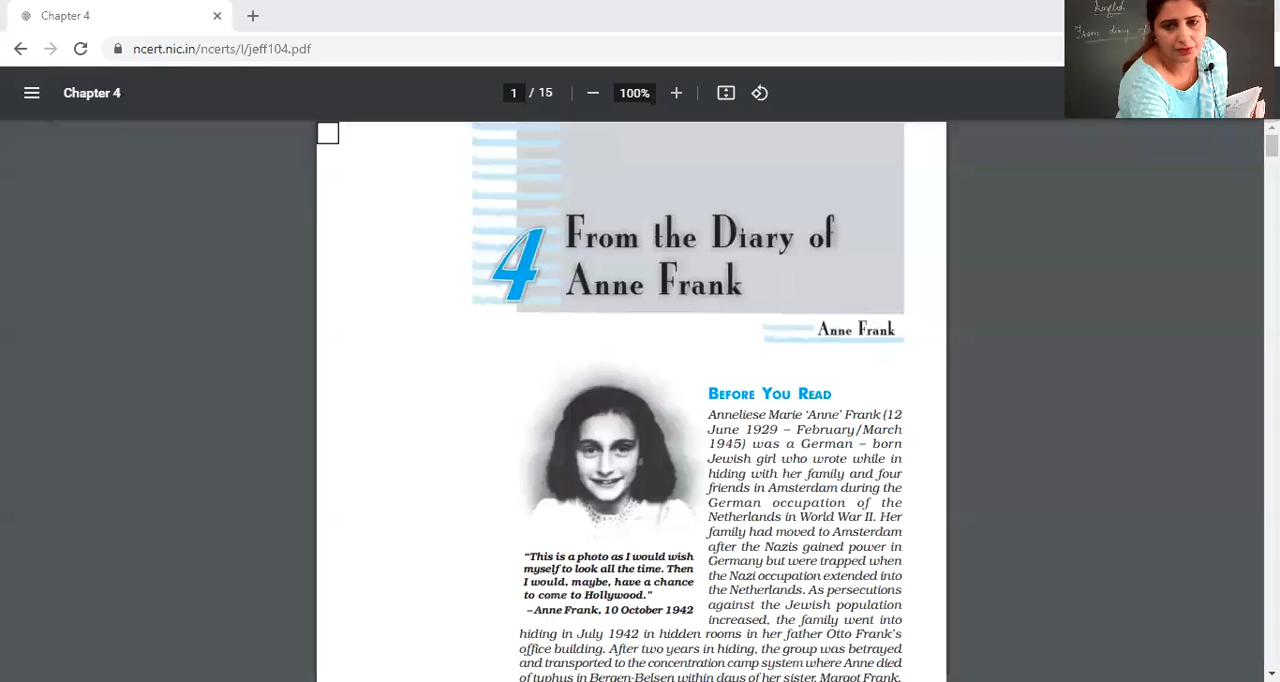 Chapter 4
ncert.nic.in/ncerts/l/jeff104.pdf
English
From diary of
Chapter 4
1 / 15
100%
4
From the Diary of
Anne Frank
Anne Frank
BEFORE YOU READ
Anneliese Marie ‘Anne’ Frank (12
June 1929 – February/March
1945) was a German – born
Jewish girl who wrote while in
hiding with her family and four
friends in Amsterdam during the
German occupation of the
Netherlands in World War II. Her
family had moved to Amsterdam
after the Nazis gained power in
Germany but were trapped when
the Nazi occupation extended into
the Netherlands. As persecutions
against the Jewish population
increased, the family went into
“This is a photo as I would wish
myself to look all the time. Then
I would, maybe, have a chance
to come to Hollywood.”
– Anne Frank, 10 October 1942
hiding in July 1942 in hidden rooms in her father Otto Frank’s
office building. After two years in hiding, the group was betrayed
and transported to the concentration camp system where Anne died
of typhus in Bergen-Belsen within days of her sister, Margot Frank.